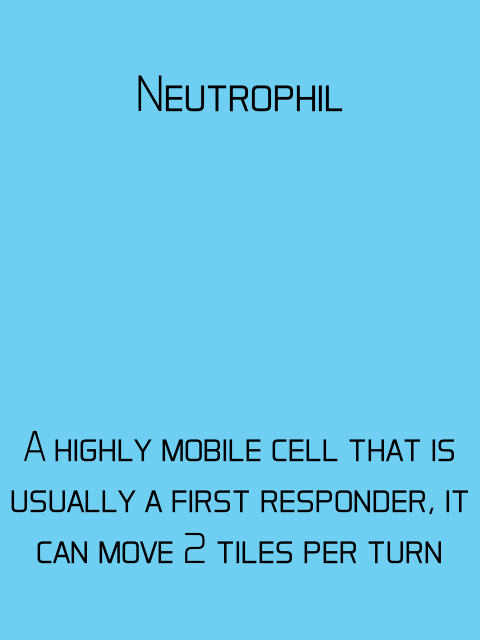 Neutrophil
A highly mobile cell that is
usually a first responder, it
can move 2 tiles per turn